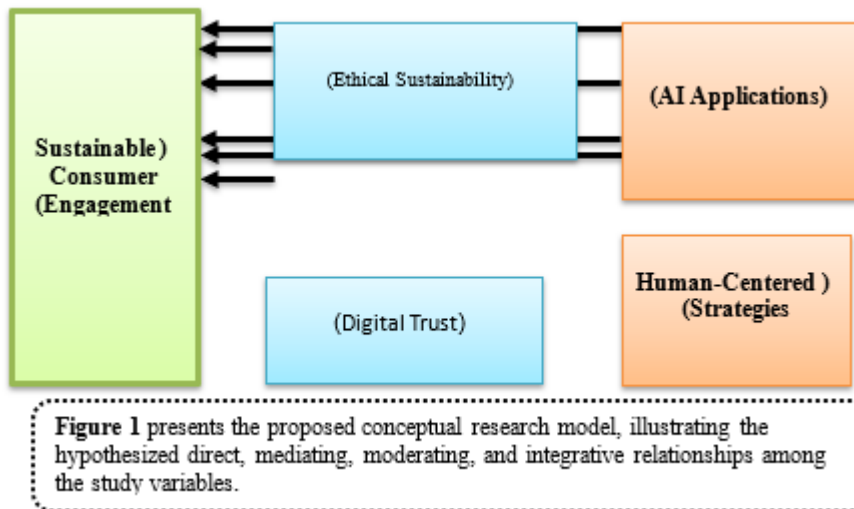 Sustainable)
Consumer
(Engagement
(Ethical Sustainability)
(AI Applications)
(Digital Trust)
Human-Centered )
(Strategies
Figure 1 presents the proposed conceptual research model, illustrating the
hypothesized direct, mediating, moderating, and integrative relationships among
the study variables.